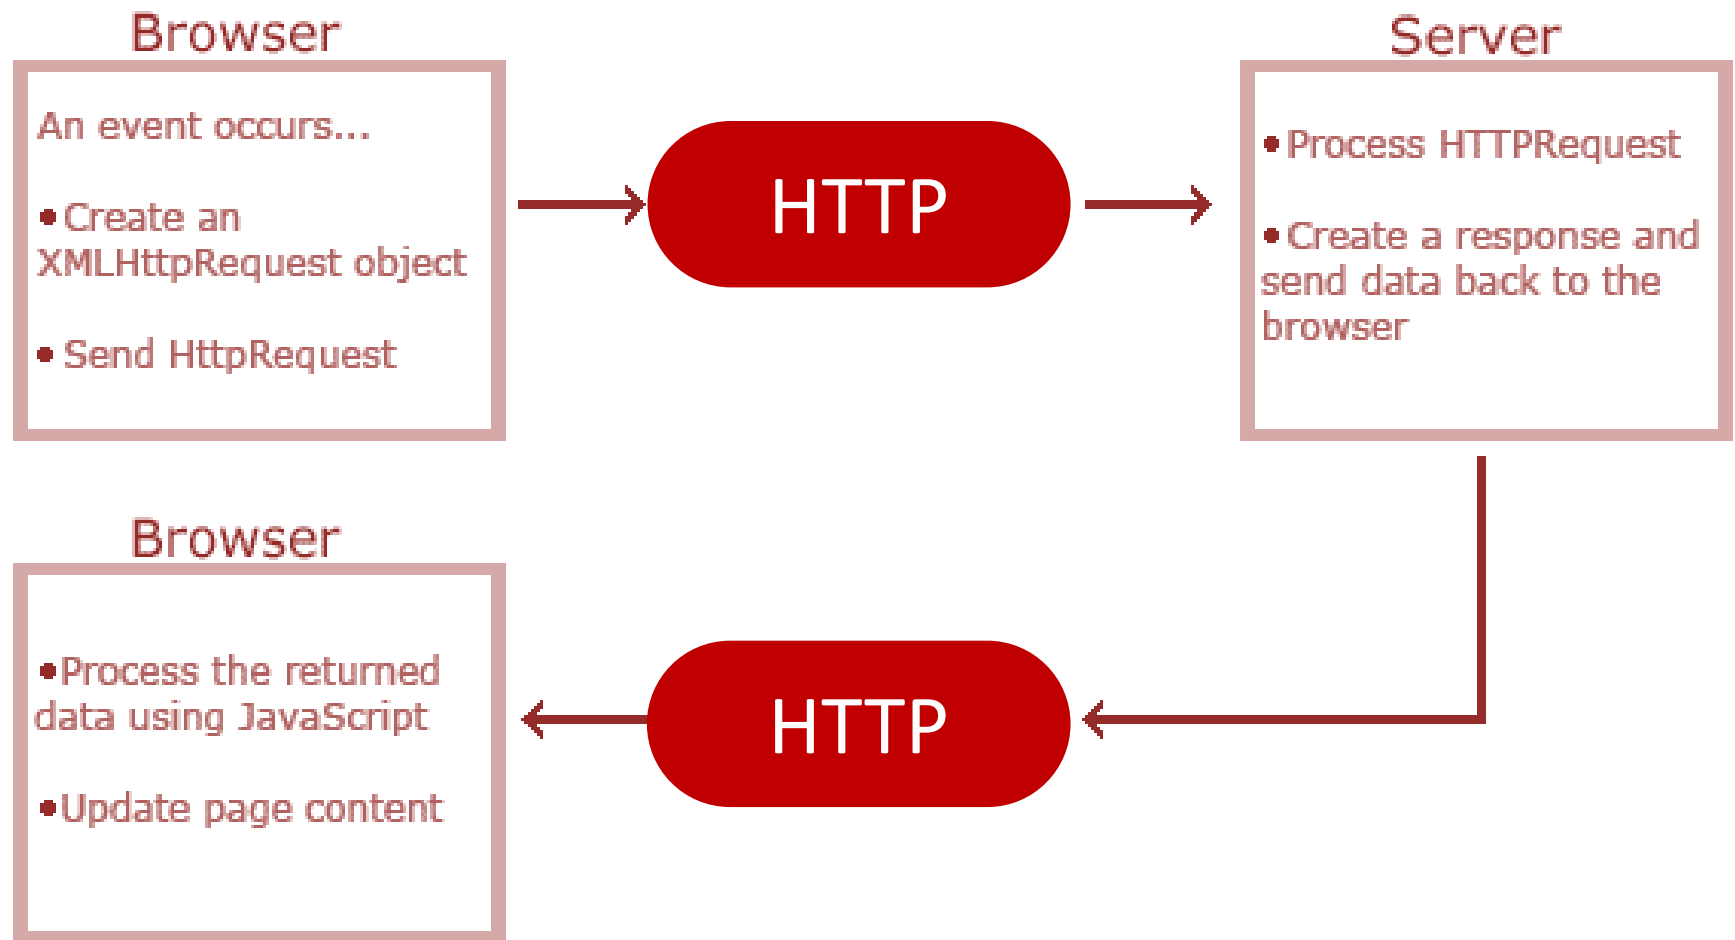 Browser
An event occurs...
•Create an
XMLHttpRequest object
• Send HttpRequest
HTTP
Server
•Process HTTPRequest
•Create a response and
send data back to the
browser
Browser
•Process the returned
data using JavaScript
•Update page content
HTTP